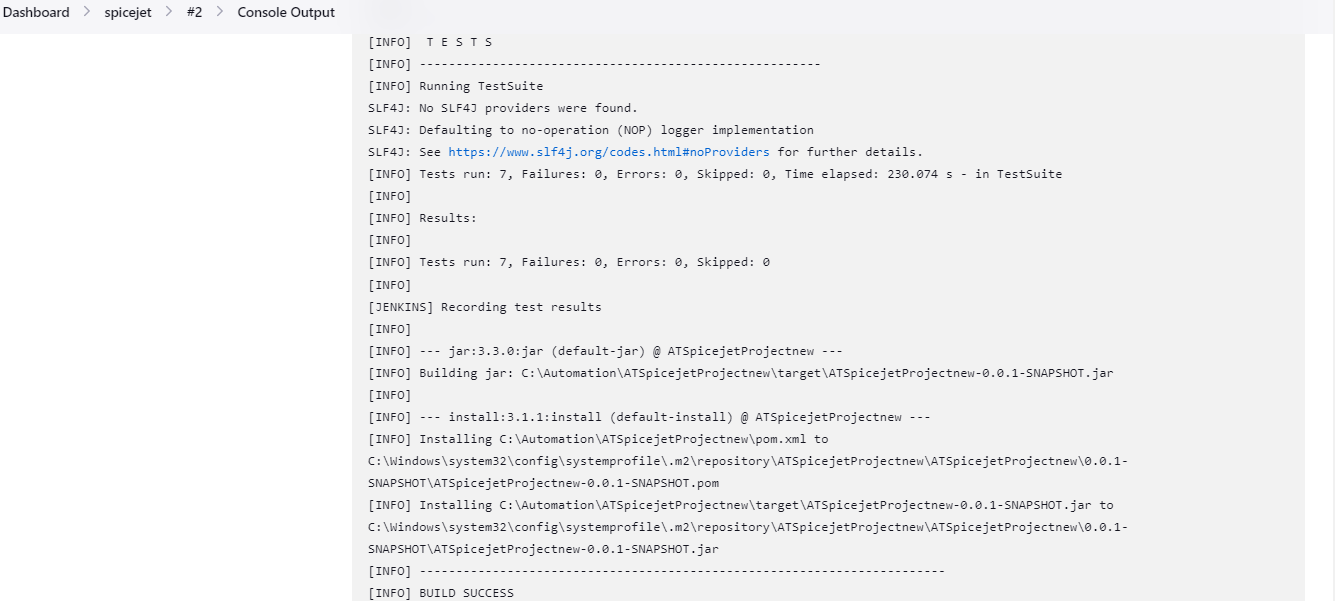 Dashboard > spicejet > #2 > Console Output
[INFO]  T E S T S
[INFO] -------------------------------------------------------
[INFO] Running TestSuite
SLF4J: No SLF4J providers were found.
SLF4J: Defaulting to no-operation (NOP) logger implementation
SLF4J: See https://www.slf4j.org/codes.html#noProviders for further details.
[INFO] Tests run: 7, Failures: 0, Errors: 0, Skipped: 0, Time elapsed: 230.074 s - in TestSuite
[INFO]
[INFO] Results:
[INFO]
[INFO] Tests run: 7, Failures: 0, Errors: 0, Skipped: 0
[INFO]
[JENKINS] Recording test results
[INFO]
[INFO] --- jar:3.3.0:jar (default-jar) @ ATSpicejetProjectnew ---
[INFO] Building jar: C:\Automation\ATSpicejetProjectnew\target\ATSpicejetProjectnew-0.0.1-SNAPSHOT.jar
[INFO]
[INFO] --- install:3.1.1:install (default-install) @ ATSpicejetProjectnew ---
[INFO] Installing C:\Automation\ATSpicejetProjectnew\pom.xml to
C:\Windows\system32\config\systemprofile\.m2\repository\ATSpicejetProjectnew\ATSpicejetProjectnew\0.0.1-
SNAPSHOT\ATSpicejetProjectnew-0.0.1-SNAPSHOT.pom
[INFO] Installing C:\Automation\ATSpicejetProjectnew\target\ATSpicejetProjectnew-0.0.1-SNAPSHOT.jar to
C:\Windows\system32\config\systemprofile\.m2\repository\ATSpicejetProjectnew\ATSpicejetProjectnew\0.0.1-
SNAPSHOT\ATSpicejetProjectnew-0.0.1-SNAPSHOT.jar
[INFO] ------------------------------------------------------------------------
[INFO] BUILD SUCCESS